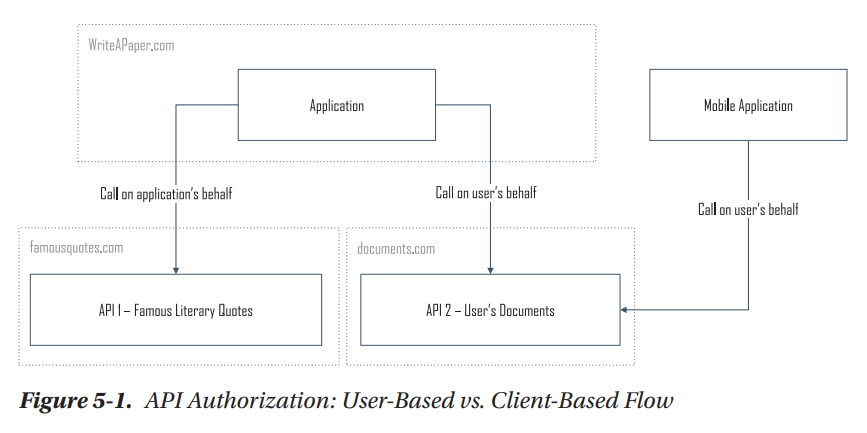 WriteAPaper.com
Application
Mobile Application
Call on application's behalf
Call on user's behalf
Call on user's behalf
famousquotes.com
documents.com
API 1 – Famous Literary Quotes
API 2 – User's Documents
Figure 5-1. API Authorization: User-Based vs. Client-Based Flow